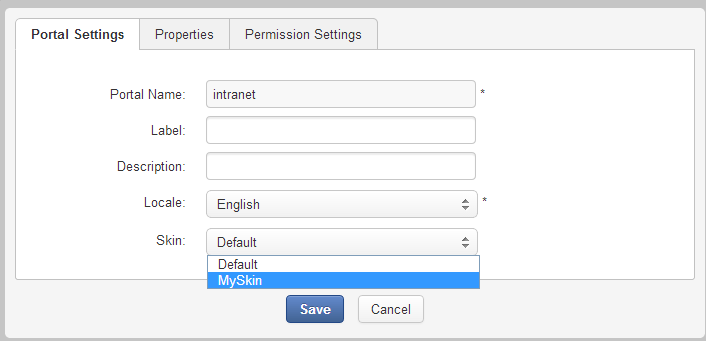 Portal Settings Properties Permission Settings
Portal Name: intranet *
Label:
Description:
Locale: English *
Skin: Default
Default
MySkin
Save Cancel